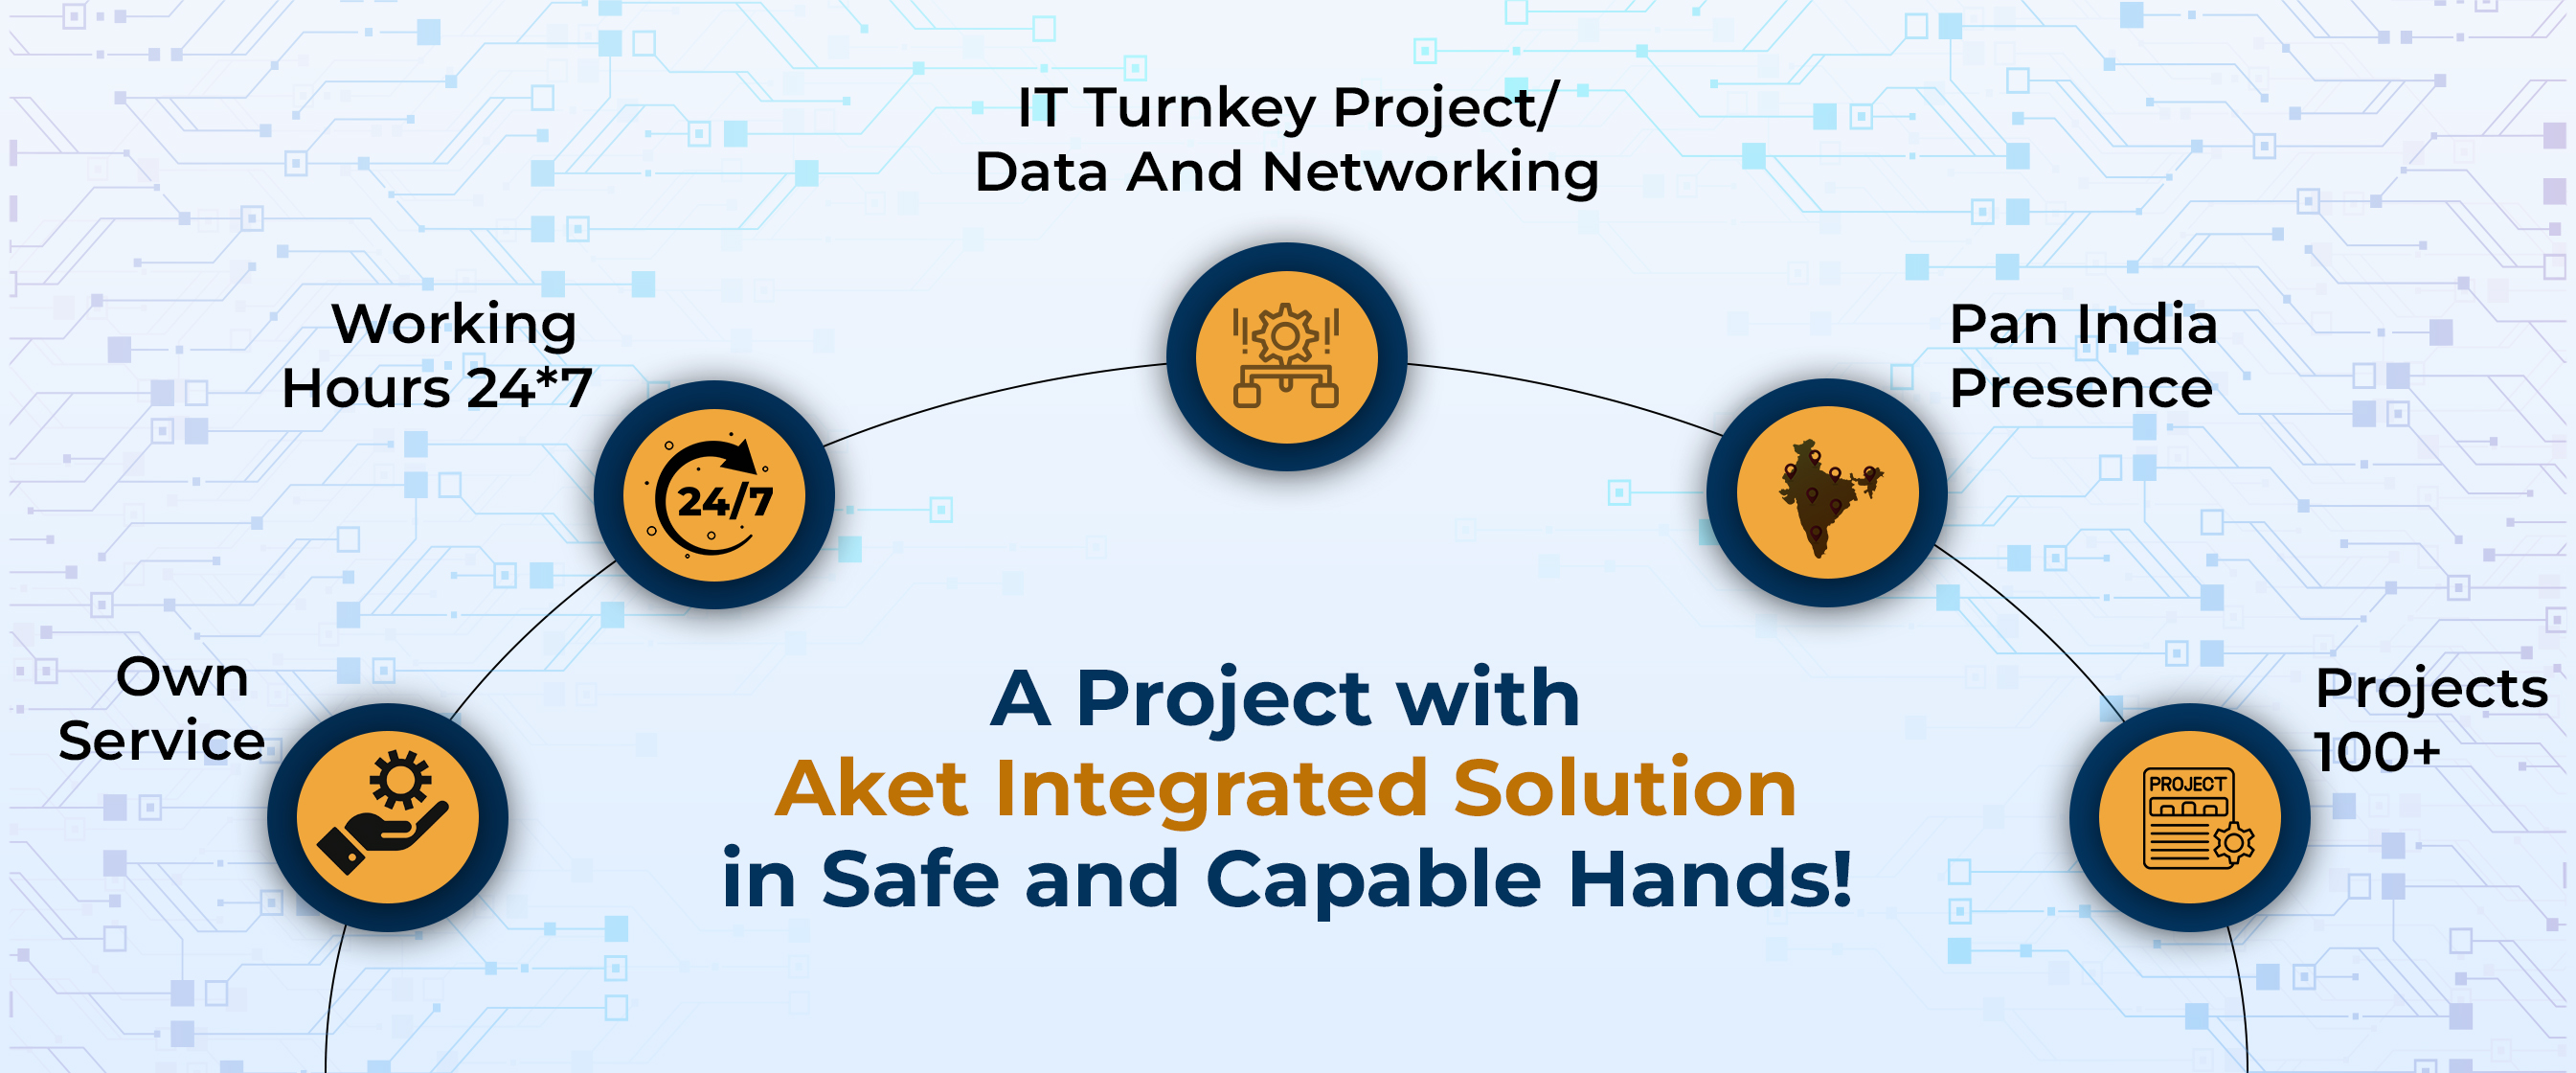 IT Turnkey Project/
Data And Networking
Working
Hours 24*7
24/7
Pan India
Presence
Own
Service
Projects
100+
PROJECT
A Project with
Aket Integrated Solution
in Safe and Capable Hands!